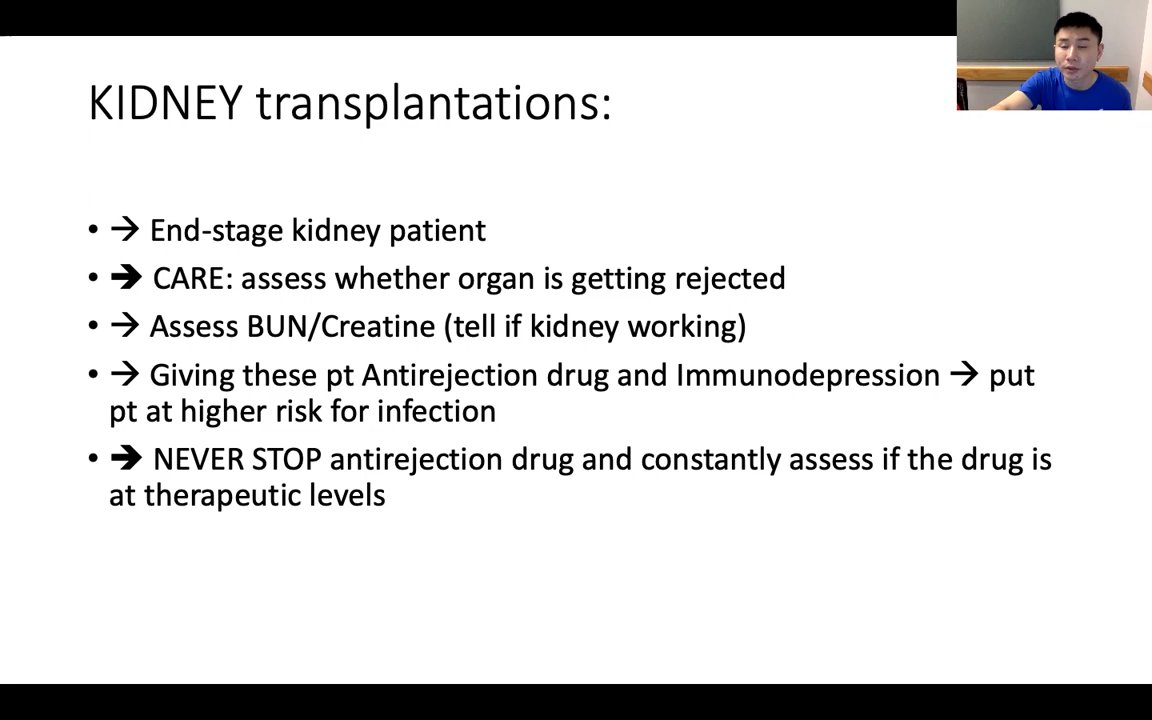 KIDNEY transplantations:
• → End-stage kidney patient
• ➔ CARE: assess whether organ is getting rejected
• → Assess BUN/Creatine (tell if kidney working)
• → Giving these pt Antirejection drug and Immunodepression → put
pt at higher risk for infection
• ➔ NEVER STOP antirejection drug and constantly assess if the drug is
at therapeutic levels